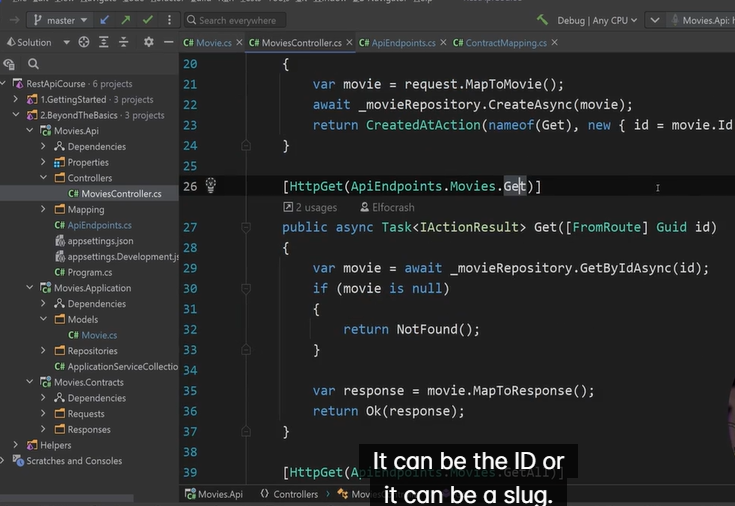 master
Search everywhere
Debug | Any CPU
Movies.Api:
Solution
Movie.cs
MoviesController.cs
ApiEndpoints.cs
ContractMapping.cs
RestApiCourse · 6 projects
1.GettingStarted · 3 projects
2.BeyondTheBasics · 3 projects
Movies.Api
Dependencies
Properties
Controllers
MoviesController.cs
Mapping
ApiEndpoints.cs
appsettings.json
appsettings.Development.js
Program.cs
Movies.Application
Dependencies
Models
Movie.cs
Repositories
ApplicationServiceCollectio
Movies.Contracts
Dependencies
Requests
Responses
Helpers
Scratches and Consoles
20 {
21 var movie = request.MapToMovie();
22 await _movieRepository.CreateAsync(movie);
23 return CreatedAtAction(nameof(Get), new { id = movie.Id
24 }
25
26 [HttpGet(ApiEndpoints.Movies.Get)]
2 usages Elfocrash
27 public async Task<IActionResult> Get([FromRoute] Guid id)
28 {
29 var movie = await _movieRepository.GetByIdAsync(id);
30 if (movie is null)
31 {
32 return NotFound();
33 }
34
35 var response = movie.MapToResponse();
36 return Ok(response);
37 }
38
39 [HttpGet(ApiEndpoints.Movies.GetAll)]
It can be the ID or
it can be a slug.
Movies.Api
Controllers